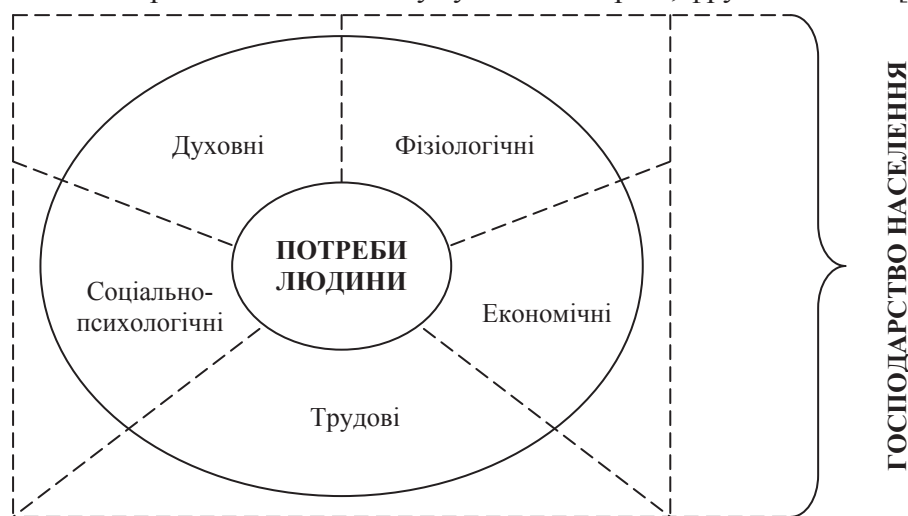 Духовні
Фізіологічні
ПОТРЕБИ
ЛЮДИНИ
Соціально-
психологічні
Економічні
Трудові
ГОСПОДАРСТВО НАСЕЛЕННЯ